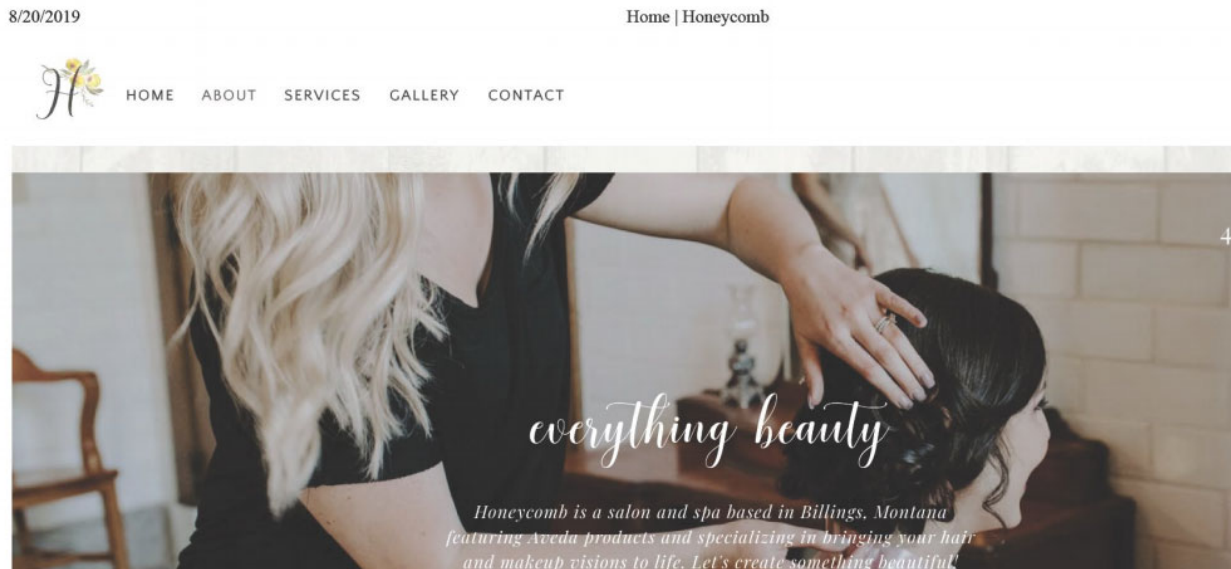 8/20/2019 Home | Honeycomb
H HOME ABOUT SERVICES GALLERY CONTACT
4
everything beauty
Honeycomb is a salon and spa based in Billings, Montana
featuring Aveda products and specializing in bringing your hair
and makeup visions to life. Let's create something beautiful!